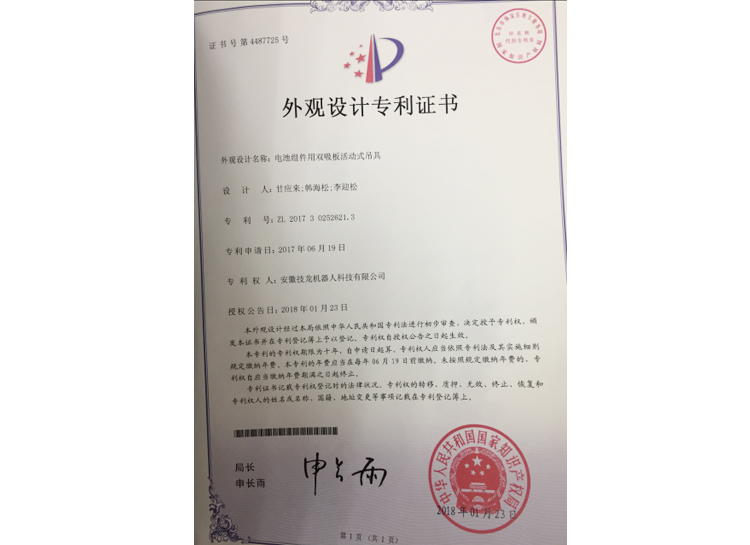 证书号第4487725号
外观设计专利证书
外观设计名称：电池组件用双吸板活动式吊具
设 计 人：甘应来;韩海松;李迎松
专 利 号：ZL 2017 3 0252621.3
专利申请日：2017年06月19日
专 利 权 人：安徽技龙机器人科技有限公司
授权公告日：2018年01月23日
本外观设计经过本局依照中华人民共和国专利法进行初步审查，决定授予专利权，颁
发本证书并在专利登记簿上予以登记。专利权自授权公告之日起生效。
本专利的专利权期限为十年，自申请日起算。专利权人应当依照专利法及其实施细则
规定缴纳年费。本专利的年费应当在每年06月19日前缴纳。未按照规定缴纳年费的，专
利权自应当缴纳年费期满之日起终止。
专利证书记载专利权登记时的法律状况。专利权的转移、质押、无效、终止、恢复和
专利权人的姓名或名称、国籍、地址变更等事项记载在专利登记簿上。
局长
申长雨
申长雨
中华人民共和国国家知识产权局
2018年01月23日
第1页（共1页）